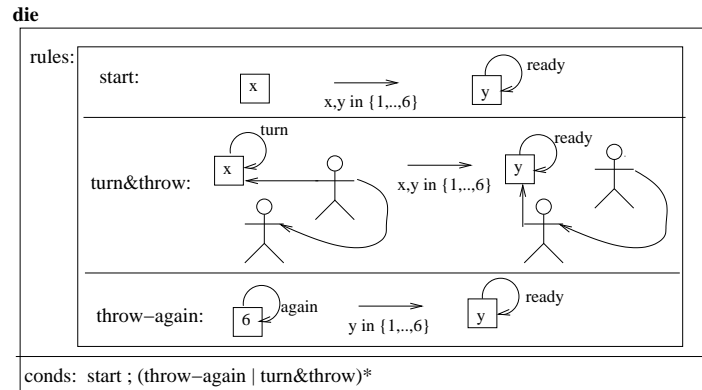 die
rules:
start:
x
x,y in {1,..,6}
y
ready
turn&throw:
x
turn
x,y in {1,..,6}
y
ready
throw−again:
6
again
y in {1,..,6}
y
ready
conds: start ; (throw−again | turn&throw)*